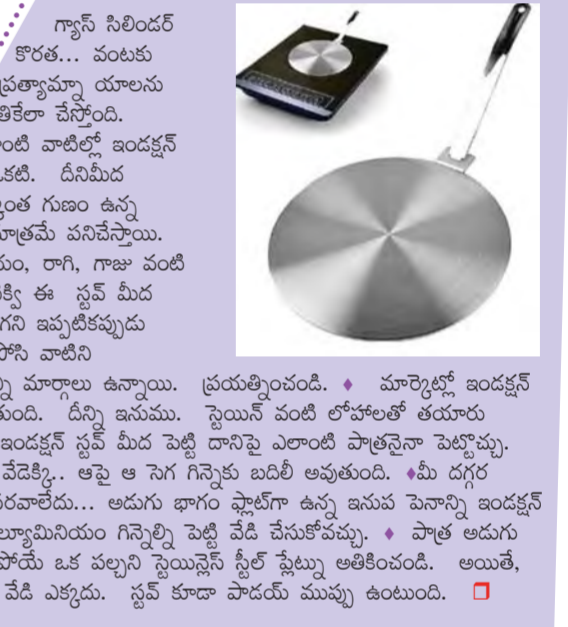 గ్యాస్ సిలిండర్
కొరత... వంటకు
ప్రత్యామ్నా యాలను
తికేలా చేస్తోంది.
ంటి వాటిల్లో ఇండక్షన్
ఒకటి. దీనిమీద
ంత గుణం ఉన్న
మాత్రమే పనిచేస్తాయి.
యం, రాగి, గాజు వంటి
క్కి ఈ స్టవ్ మీద
గని ఇప్పటికప్పుడు
పోసి వాటిని
న్ని మార్గాలు ఉన్నాయి. ప్రయత్నించండి. ♦ మార్కెట్లో ఇండక్షన్
తుంది. దీన్ని ఇనుము. స్టెయిన్ వంటి లోహాలతో తయారు
ఇండక్షన్ స్టవ్ మీద పెట్టి దానిపై ఎలాంటి పాత్రనైనా పెట్టొచ్చు.
వేడెక్కి.. ఆపై ఆ సెగ గిన్నెకు బదిలీ అవుతుంది. ♦మీ దగ్గర
పరవాలేదు... అడుగు భాగం ఫ్లాట్‌గా ఉన్న ఇనుప పెనాన్ని ఇండక్షన్
ల్యూమినియం గిన్నెల్ని పెట్టి వేడి చేసుకోవచ్చు. ♦ పాత్ర అడుగు
పోయే ఒక పల్చని స్టెయిన్లెస్ స్టీల్ ప్లేట్ను అతికించండి. అయితే,
వేడి ఎక్కదు. స్టవ్ కూడా పాడయ్ ముప్పు ఉంటుంది. ❒